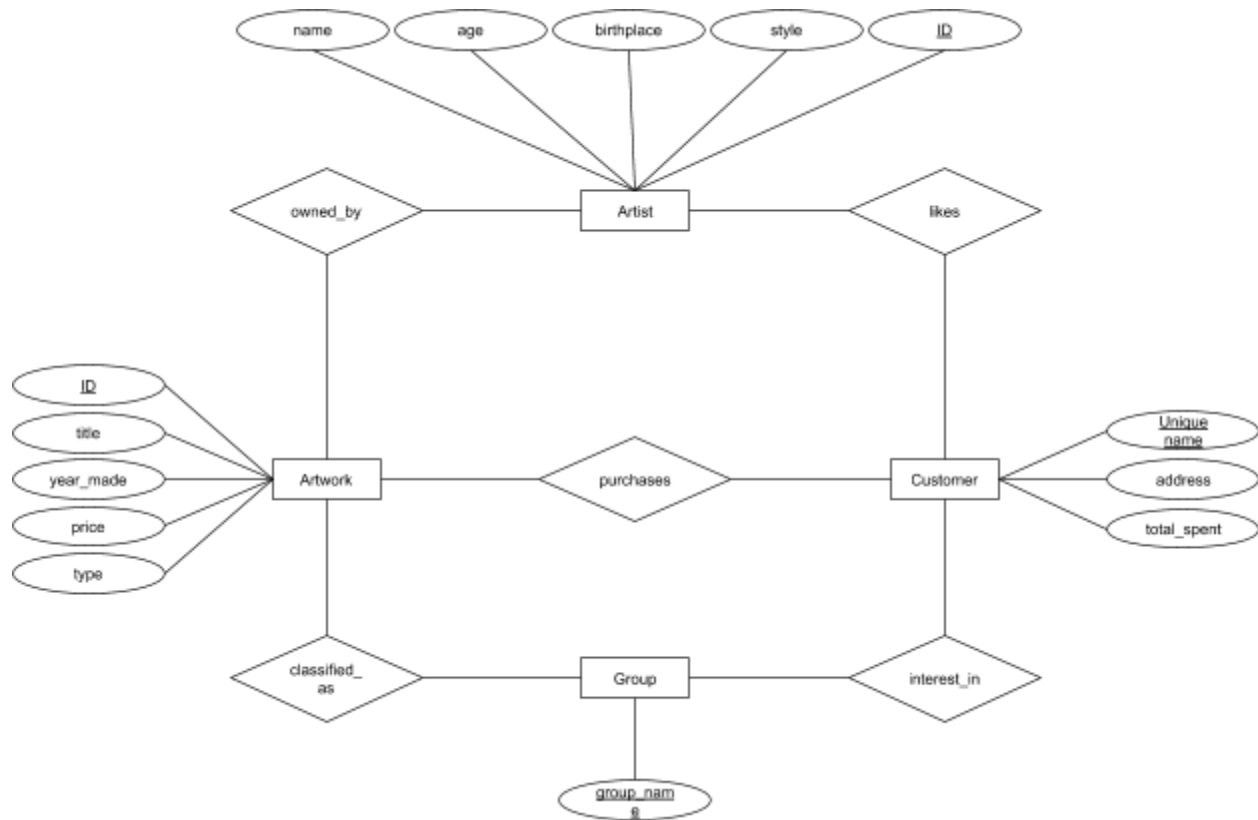 name
age
birthplace
style
ID
owned_by
Artist
likes
ID
title
year_made
price
type
Artwork
purchases
Customer
Unique
name
address
total_spent
classified_
as
Group
interest_in
group_nam
e